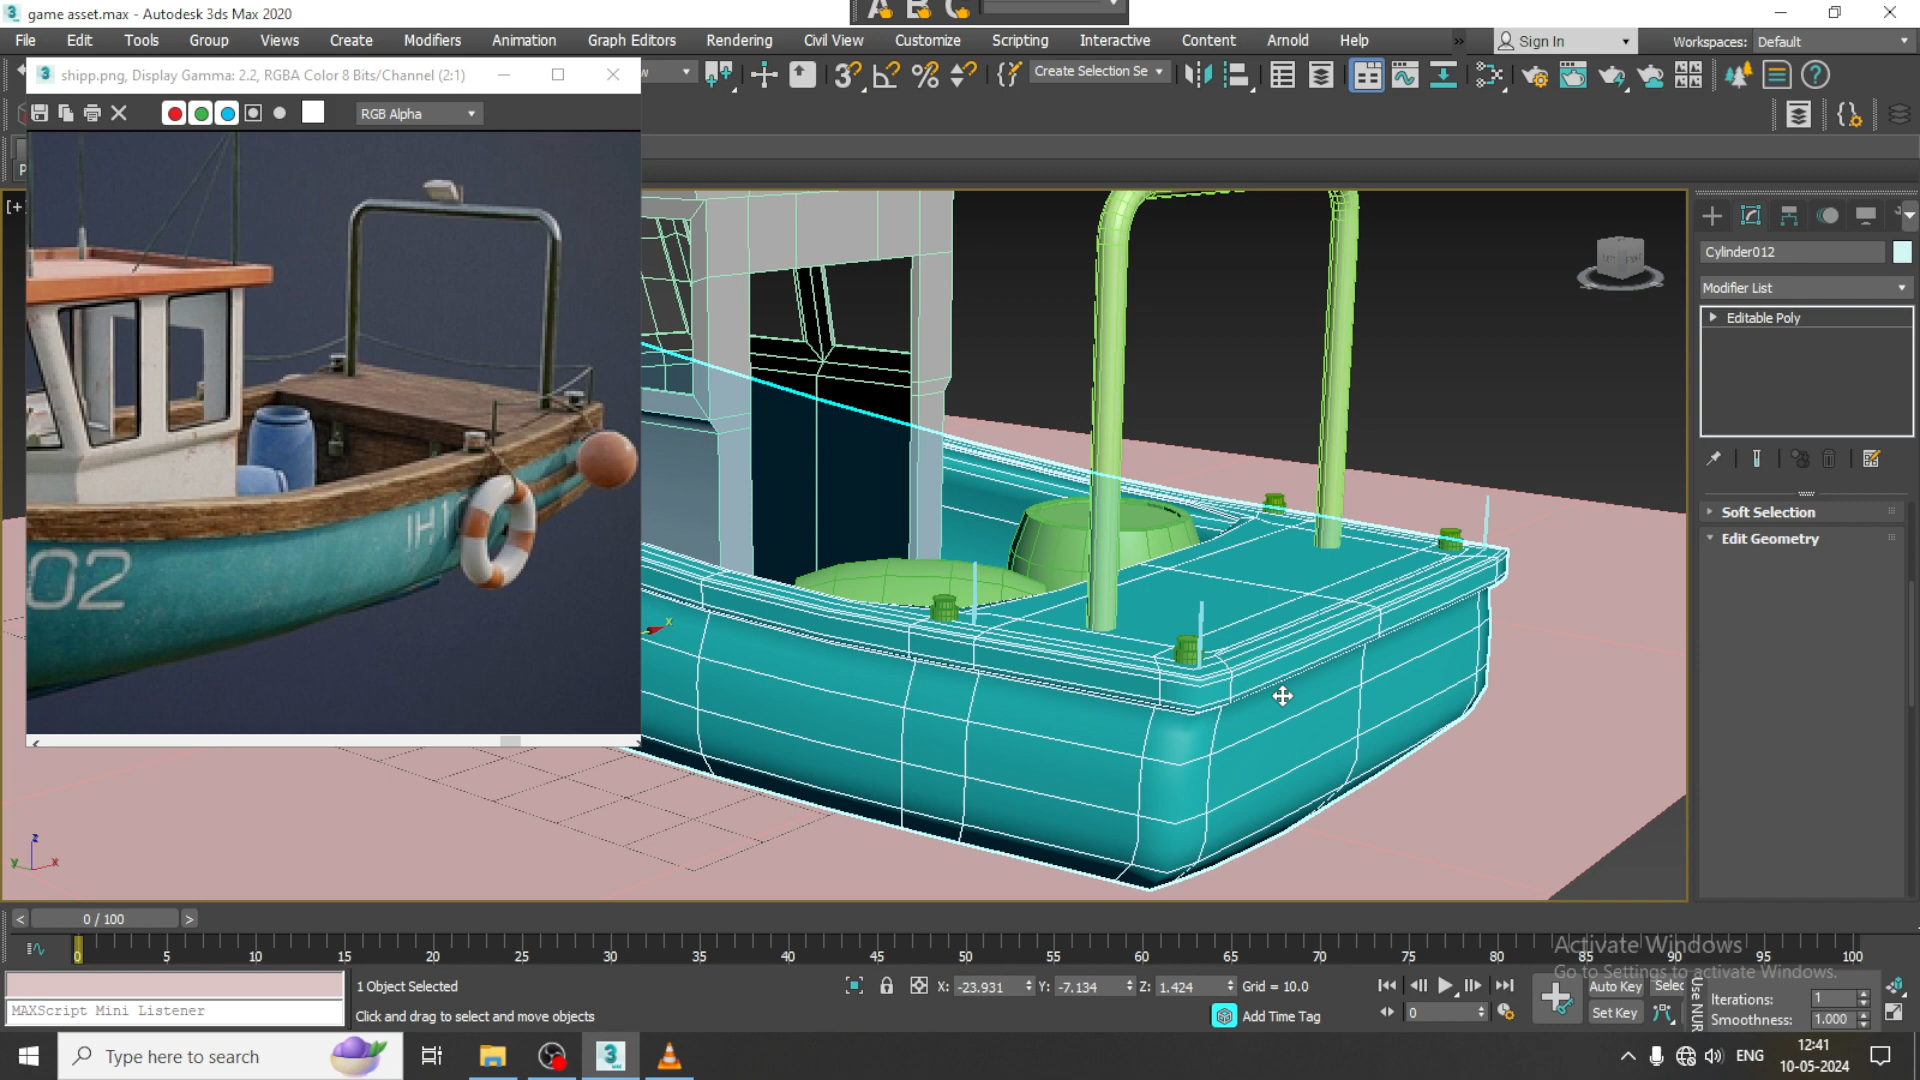 game asset.max - Autodesk 3ds Max 2020
File Edit Tools Group Views Create Modifiers Animation Graph Editors Rendering Civil View Customize Scripting Interactive Content Arnold Help
Sign In
Workspaces: Default
shipp.png, Display Gamma: 2.2, RGBA Color 8 Bits/Channel (2:1)
Create Selection Se
RGB Alpha
[+]
Cylinder012
Modifier List
Editable Poly
Soft Selection
Edit Geometry
02
0 / 100
0 5 10 15 20 25 30 35 40 45 50 55 60 65 70 75 80 85 90 95 100
Activate Windows
Go to Settings to activate Windows.
MAXScript Mini Listener
1 Object Selected
Click and drag to select and move objects
X: -23.931 Y: -7.134 Z: 1.424 Grid = 10.0
Add Time Tag
0
Auto Key Selec
Set Key
Use NUR
Iterations: 1
Smoothness: 1.000
Type here to search
ENG
12:41
10-05-2024